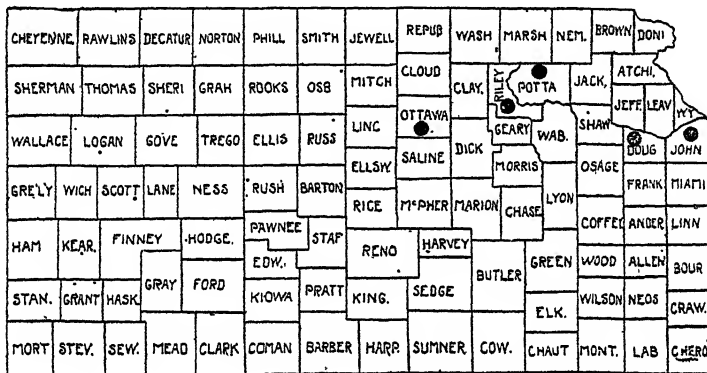 CHEYENNE. RAWLINS DECATUR NORTON PHILL SMITH JEWELL REPUB WASH MARSH NEM. BROWN DONI
SHERMAN THOMAS SHERI GRAH ROOKS OSB MITCH CLOUD CLAY. RILEY POTTA JACK. ATCHI.
JEFF. LEAV WY.
WALLACE LOGAN GOVE TREGO ELLIS RUSS LINC OTTAWA GEARY WAB. SHAW DOUG JOHN
ELLSW. SALINE DICK MORRIS OSAGE
GRE'LY WICH SCOTT LANE NESS RUSH BARTON RICE McPHER MARION CHASE LYON FRANK MIAMI
HAM KEAR. FINNEY HODGE. PAWNEE STAF RENO HARVEY COFFEY ANDER LINN
EDW. BUTLER GREEN WOOD ALLEN BOUR
STAN. GRANT HASK. GRAY FORD KIOWA PRATT KING. SEDGE ELK. WILSON NEOS CRAW.
MORT STEV. SEW. MEAD CLARK COMAN BARBER HARP. SUMNER COW. CHAUT MONT. LAB CHERO